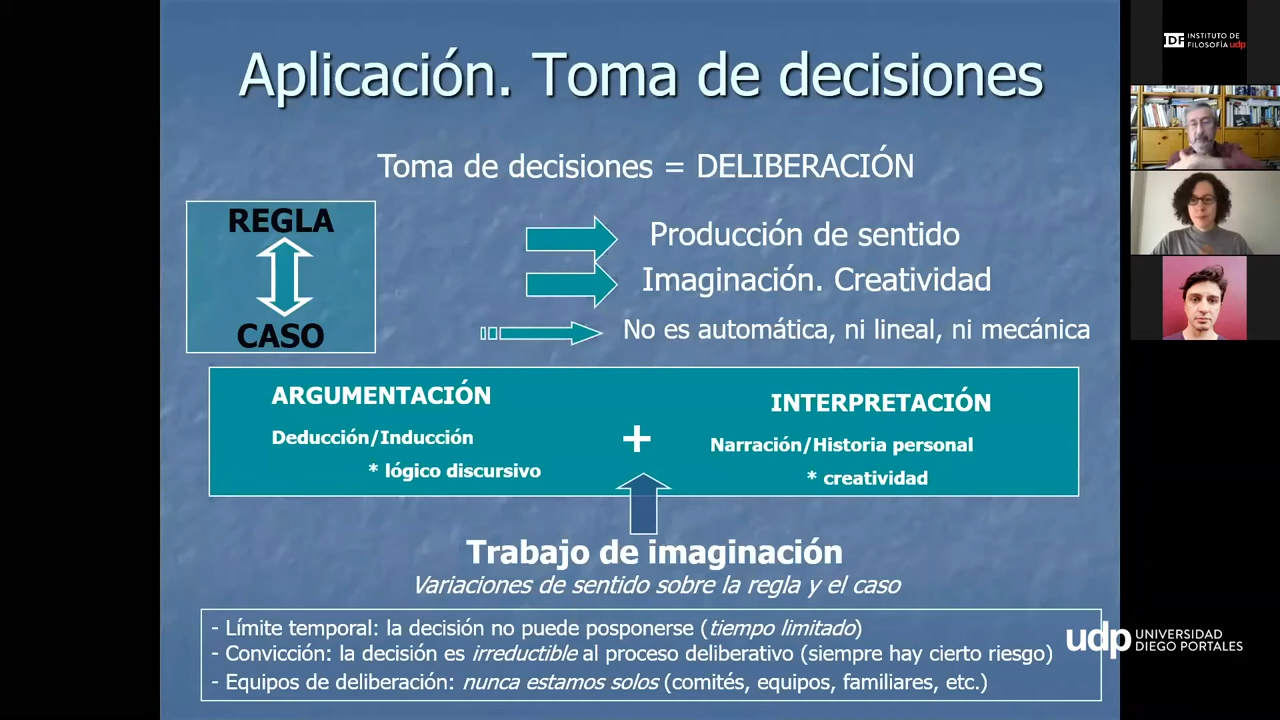 Aplicación. Toma de decisiones
Toma de decisiones = DELIBERACIÓN
REGLA
CASO
Producción de sentido
Imaginación. Creatividad
No es automática, ni lineal, ni mecánica
ARGUMENTACIÓN
Deducción/Inducción
* lógico discursivo
+
INTERPRETACIÓN
Narración/Historia personal
* creatividad
Trabajo de imaginación
Variaciones de sentido sobre la regla y el caso
- Límite temporal: la decisión no puede posponerse (tiempo limitado)
- Convicción: la decisión es irreductible al proceso deliberativo (siempre hay cierto riesgo)
- Equipos de deliberación: nunca estamos solos (comités, equipos, familiares, etc.)
IDF INSTITUTO DE
FILOSOFÍA udp
udp UNIVERSIDAD
DIEGO PORTALES